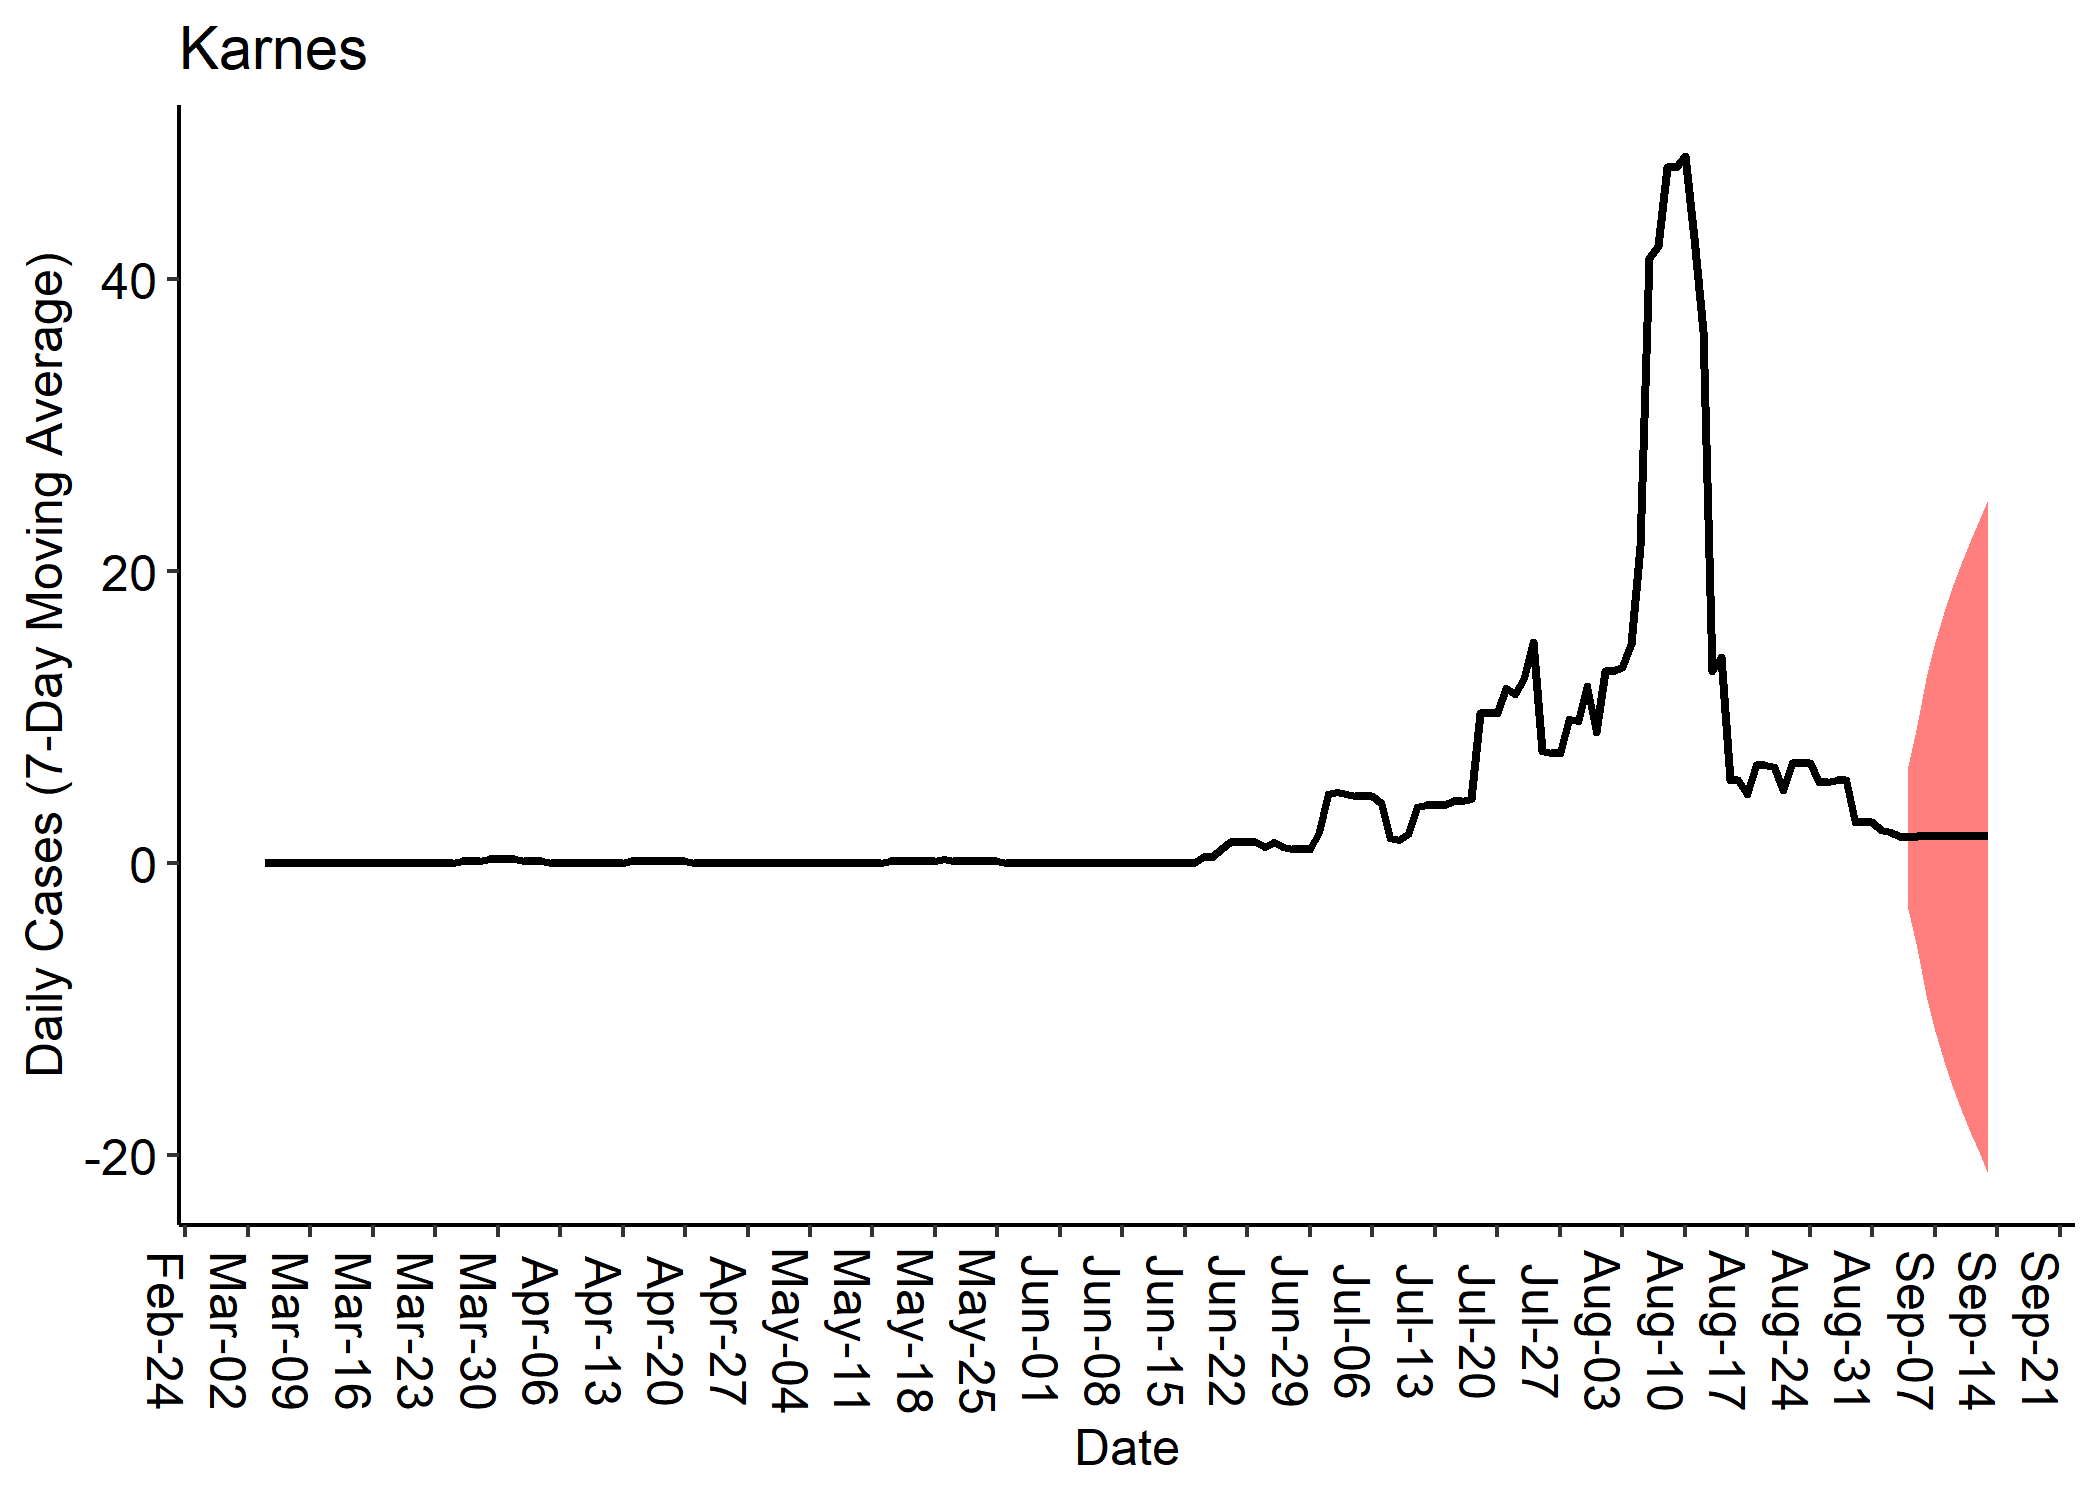 Karnes
Daily Cases (7-Day Moving Average)
40
20
0
-20
Feb-24
Mar-02
Mar-09
Mar-16
Mar-23
Mar-30
Apr-06
Apr-13
Apr-20
Apr-27
May-04
May-11
May-18
May-25
Jun-01
Jun-08
Jun-15
Jun-22
Jun-29
Jul-06
Jul-13
Jul-20
Jul-27
Aug-03
Aug-10
Aug-17
Aug-24
Aug-31
Sep-07
Sep-14
Sep-21
Date